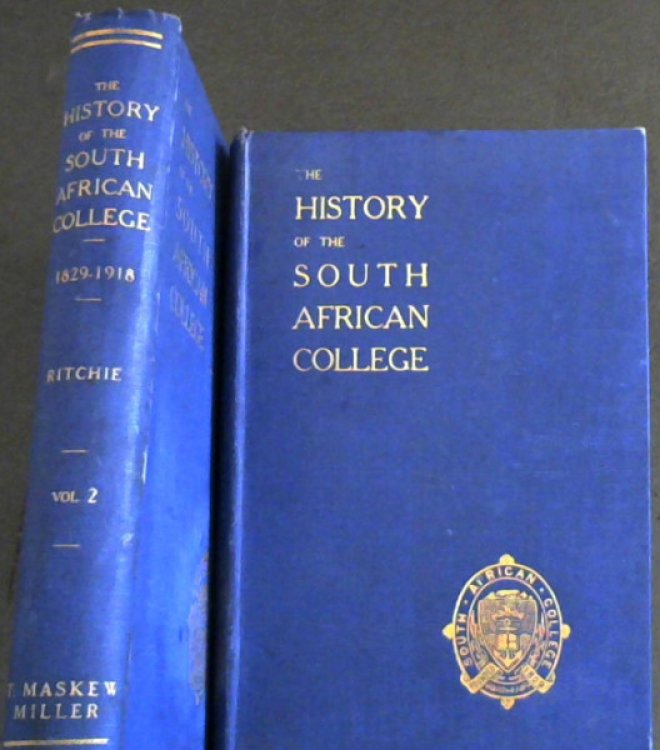 THE
HISTORY
OF THE
SOUTH
AFRICAN
COLLEGE
1829-1918
RITCHIE
VOL. 2
T. MASKEW
MILLER
THE
HISTORY
OF THE
SOUTH
AFRICAN
COLLEGE
THE
HISTORY
OF THE
SOUTH
AFRICAN
COLLEGE
SOUTH · AFRICAN · COLLEGE